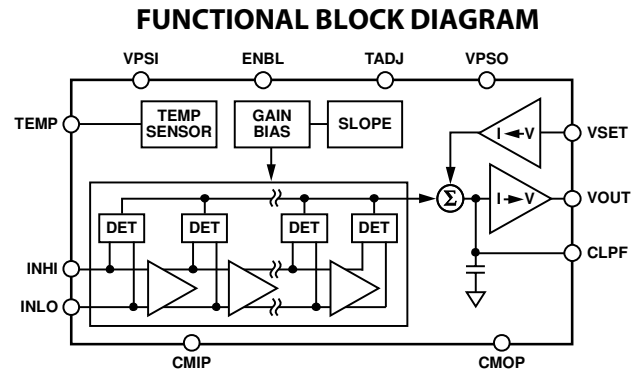 FUNCTIONAL BLOCK DIAGRAM
VPSI
ENBL
TADJ
VPSO
TEMP
TEMP
SENSOR
GAIN
BIAS
SLOPE
I V
VSET
Σ
I V
VOUT
DET
DET
DET
DET
CLPF
INHI
INLO
CMIP
CMOP